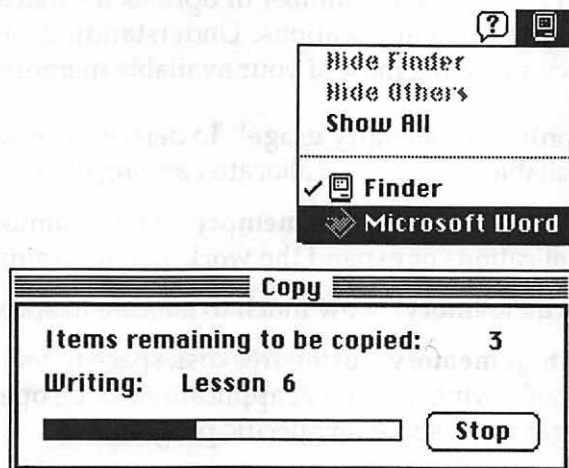 Hide Finder
Hide Others
Show All
Finder
Microsoft Word
Copy
Items remaining to be copied: 3
Writing: Lesson 6
Stop